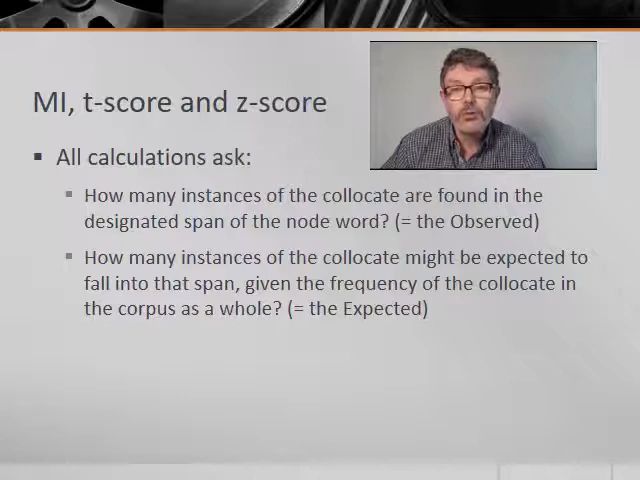 MI, t-score and z-score
All calculations ask:
How many instances of the collocate are found in the
designated span of the node word? (= the Observed)
How many instances of the collocate might be expected to
fall into that span, given the frequency of the collocate in
the corpus as a whole? (= the Expected)